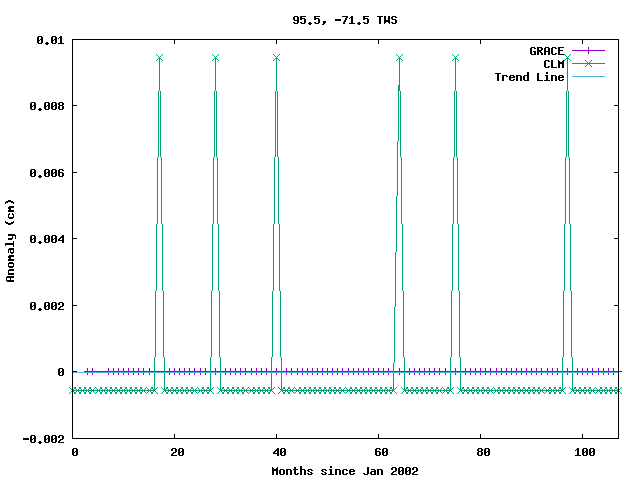 95.5, -71.5 TWS
0.01
GRACE
CLM
Trend Line
0.008
0.006
0.004
0.002
0
-0.002
Anomaly (cm)
0 20 40 60 80 100
Months since Jan 2002